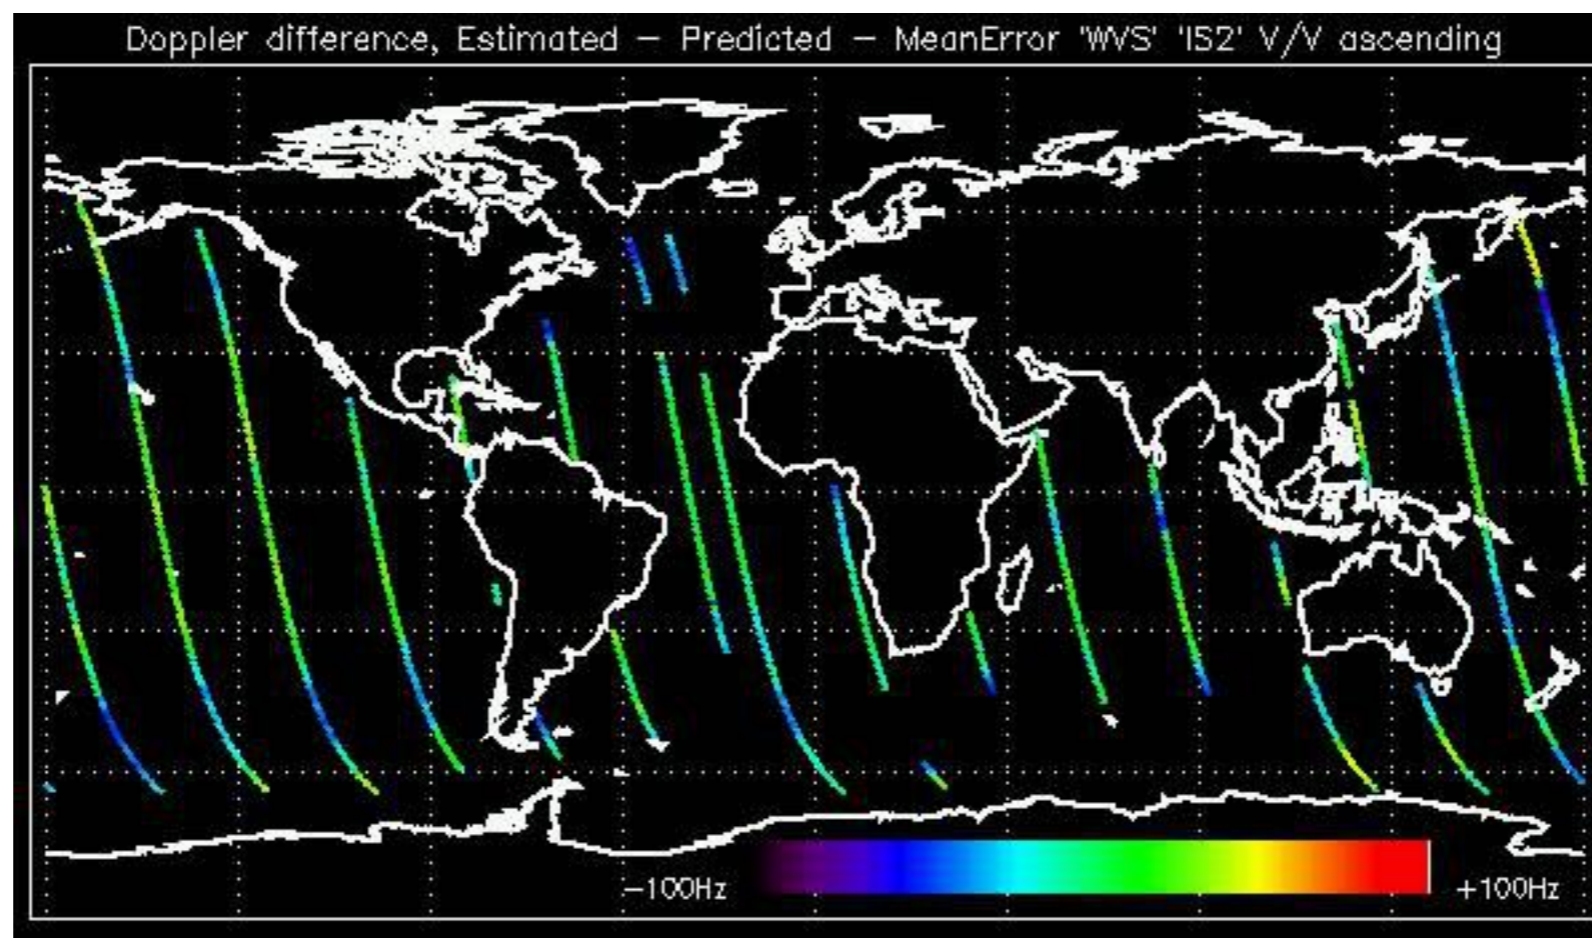 Doppler difference, Estimated – Predicted – MeanError 'WVS' 'IS2' V/V ascending
–100Hz
+100Hz